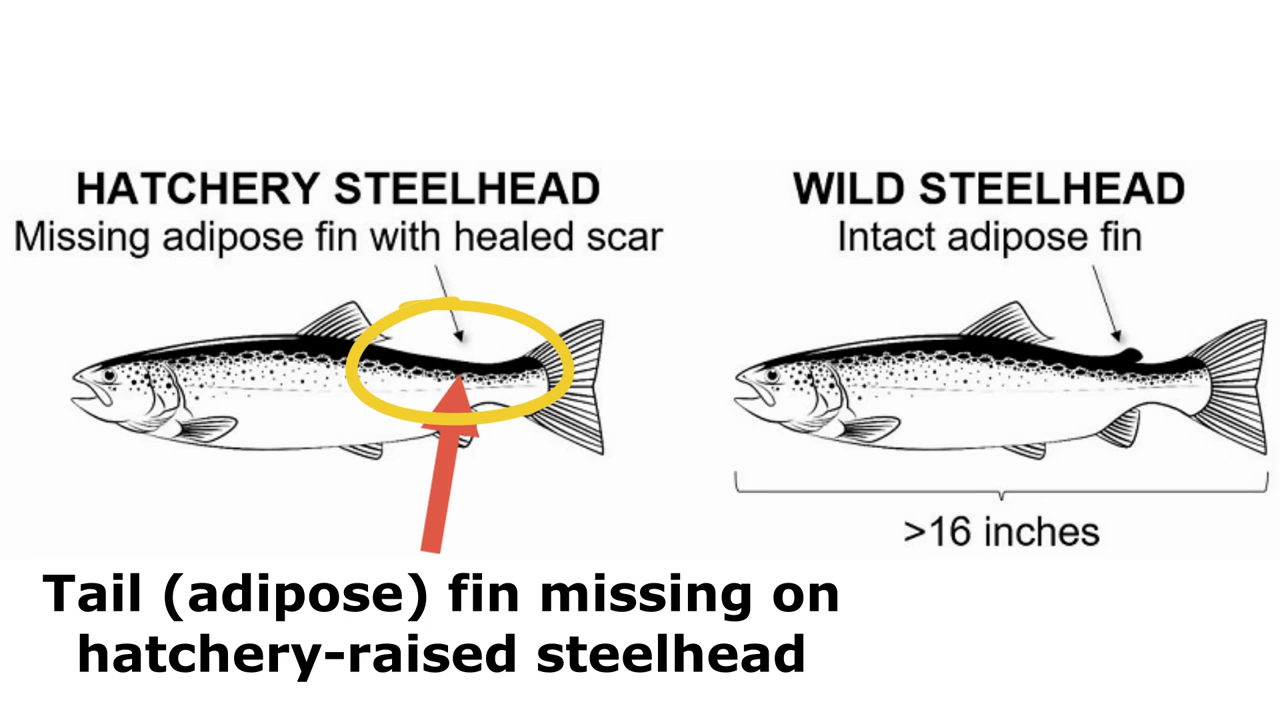 HATCHERY STEELHEAD
Missing adipose fin with healed scar
WILD STEELHEAD
Intact adipose fin
>16 inches
Tail (adipose) fin missing on
hatchery-raised steelhead